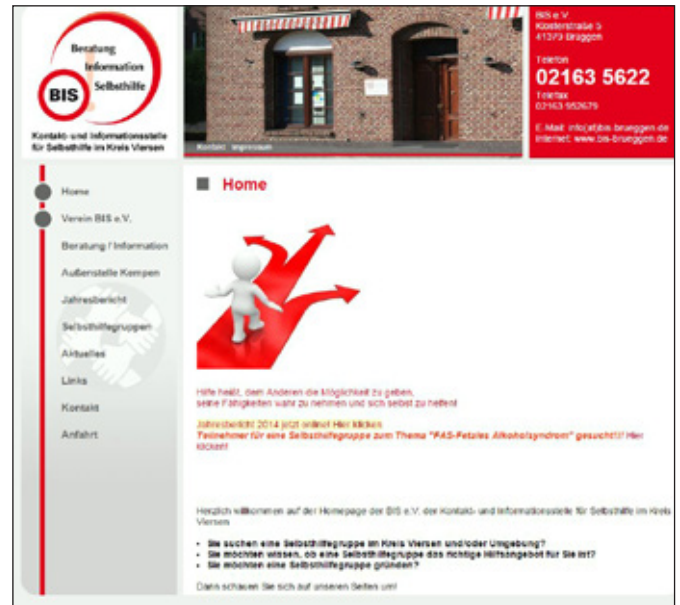 Beratung
Information
Selbsthilfe
BIS
Kontakt- und Informationsstelle
für Selbsthilfe im Kreis Viersen
Kontakt Impressum
BIS e.V.
Klosterstraße 5
41379 Brüggen
Telefon
02163 5622
Telefax
02163 952679
E-Mail: info(at)bis-brueggen.de
Internet: www.bis-brueggen.de
Home
Verein BIS e.V.
Beratung / Information
Außenstelle Kempen
Jahresbericht
Selbsthilfegruppen
Aktuelles
Links
Kontakt
Anfahrt
Home
Hilfe heißt, dem Anderen die Möglichkeit zu geben,
seine Fähigkeiten wahr zu nehmen und sich selbst zu helfen!
Jahresbericht 2014 jetzt online! Hier klicken
Teilnehmer für eine Selbsthilfegruppe zum Thema "FAS-Fetales Alkoholsyndrom" gesucht!!! Hier
klicken!
Herzlich willkommen auf der Homepage der BIS e.V. der Kontakt- und Informationsstelle für Selbsthilfe im Kreis
Viersen
• Sie suchen eine Selbsthilfegruppe im Kreis Viersen und/oder Umgebung?
• Sie möchten wissen, ob eine Selbsthilfegruppe das richtige Hilfsangebot für Sie ist?
• Sie möchten eine Selbsthilfegruppe gründen?
Dann schauen Sie sich auf unseren Seiten um!